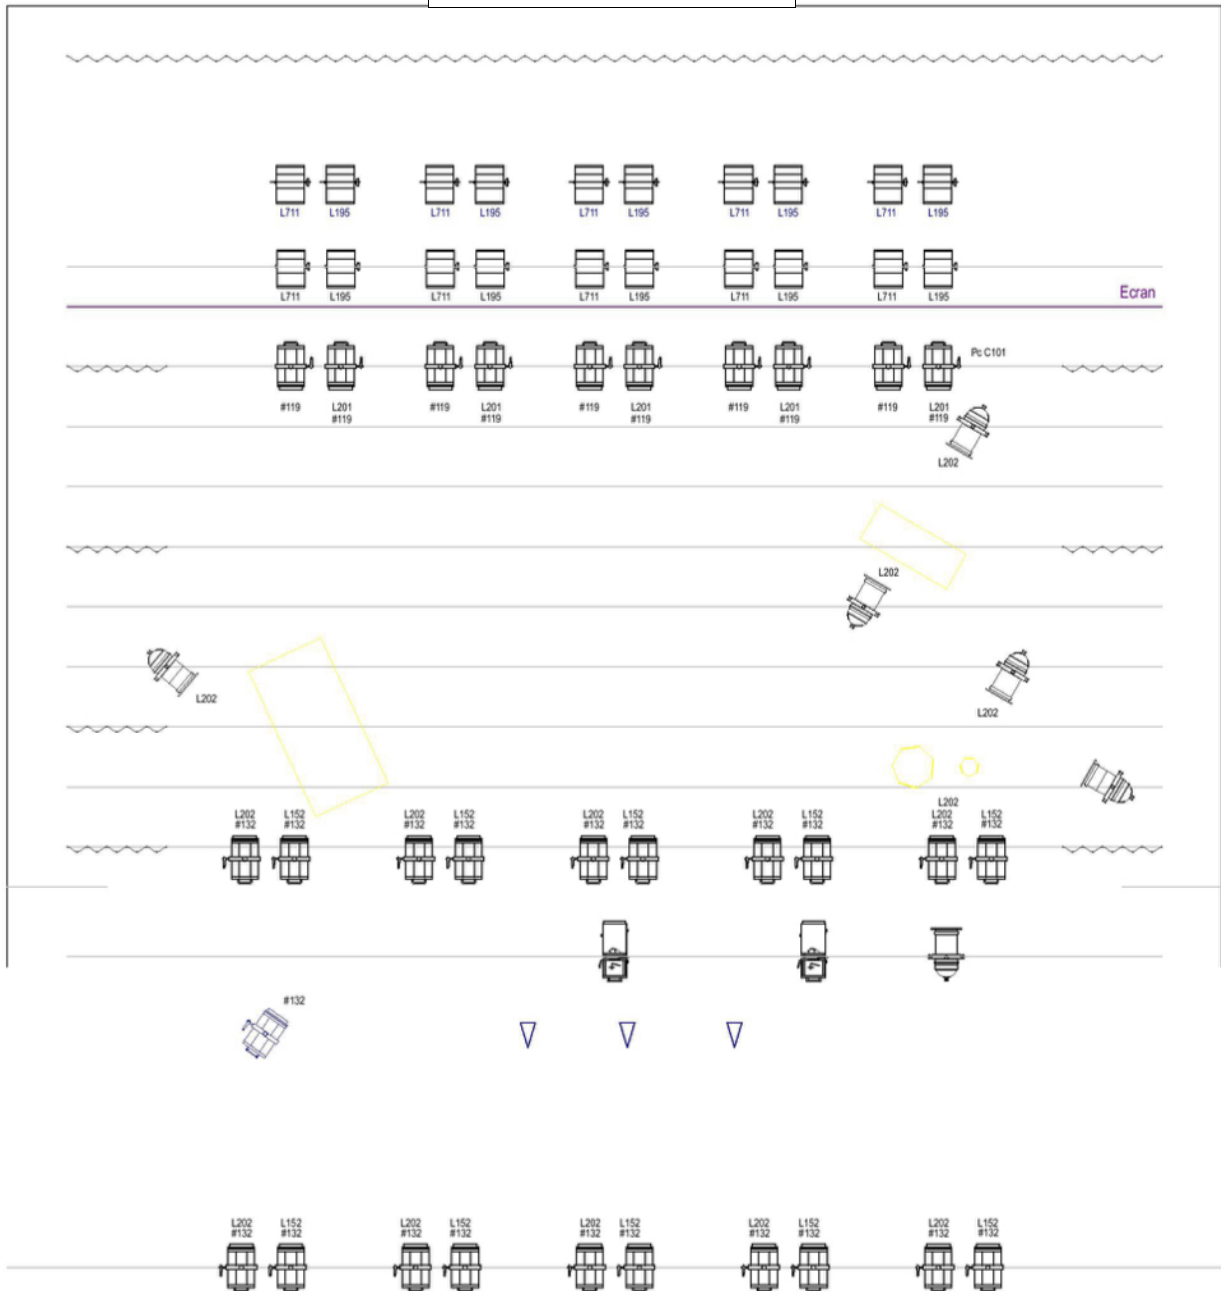 L711 L195 L711 L195 L711 L195 L711 L195 L711 L195
L711 L195 L711 L195 L711 L195 L711 L195 L711 L195
Ecran
Pc C101
#119 L201 #119 L201 #119 L201 #119 L201 #119 L201
#119 #119 #119 #119 #119
L202
L202
L202
L202
L202
L202 L152 L202 L152 L202 L152 L202 L152 L202 L152
#132 #132 #132 #132 #132 #132 #132 #132 #132 #132
#132
L202 L152 L202 L152 L202 L152 L202 L152 L202 L152
#132 #132 #132 #132 #132 #132 #132 #132 #132 #132